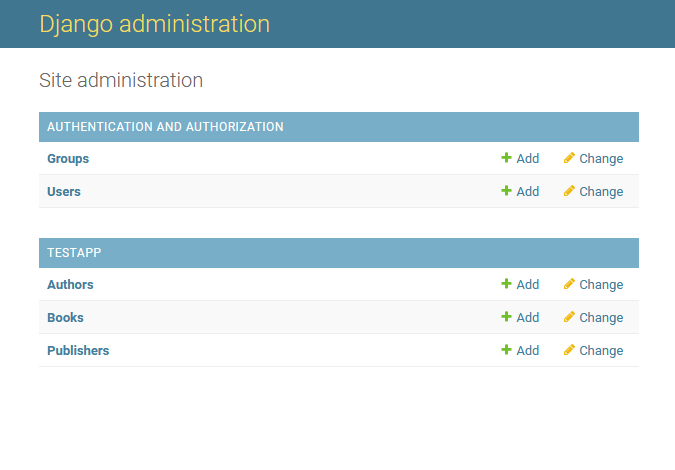 Django administration
Site administration
AUTHENTICATION AND AUTHORIZATION
Groups Add Change
Users Add Change
TESTAPP
Authors Add Change
Books Add Change
Publishers Add Change